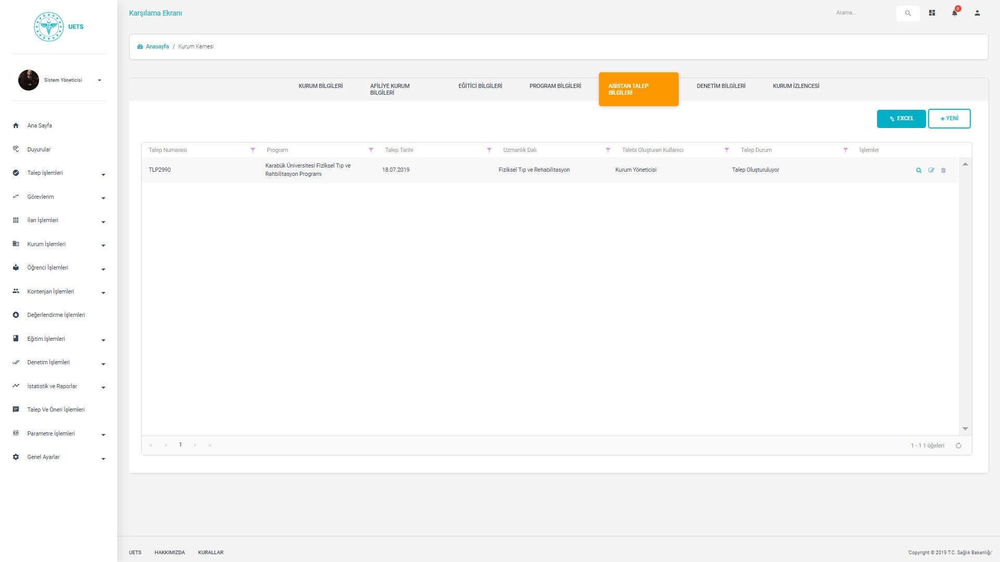 UETS
Sistem Yöneticisi
Ana Sayfa
Duyurular
Talep İşlemleri
Görevlerim
İlan İşlemleri
Kurum İşlemleri
Öğrenci İşlemleri
Kontenjan İşlemleri
Değerlendirme İşlemleri
Eğitim İşlemleri
Denetim İşlemleri
İstatistik ve Raporlar
Talep Ve Öneri İşlemleri
Parametre İşlemleri
Genel Ayarlar
Karşılama Ekranı
Arama...
0
Anasayfa / Kurum Karnesi
KURUM BİLGİLERİ
AFİLİYE KURUM
BİLGİLERİ
EĞİTİCİ BİLGİLERİ
PROGRAM BİLGİLERİ
ASİSTAN TALEP
BİLGİLERİ
DENETİM BİLGİLERİ
KURUM İZLENCESİ
EXCEL
+ YENİ
Talep Numarası Program Talep Tarihi Uzmanlık Dalı Talebi Oluşturan Kullanıcı Talep Durum İşlemler
TLP2990
Karabük Üniversitesi Fiziksel Tıp ve
Rahbilitasyon Programı
18.07.2019
Fiziksel Tıp ve Rehabilitasyon
Kurum Yöneticisi
Talep Oluşturuluyor
1
1 - 1 1 öğeleri
UETS HAKKIMIZDA KURALLAR
'Copyright © 2019 T.C. Sağlık Bakanlığı'